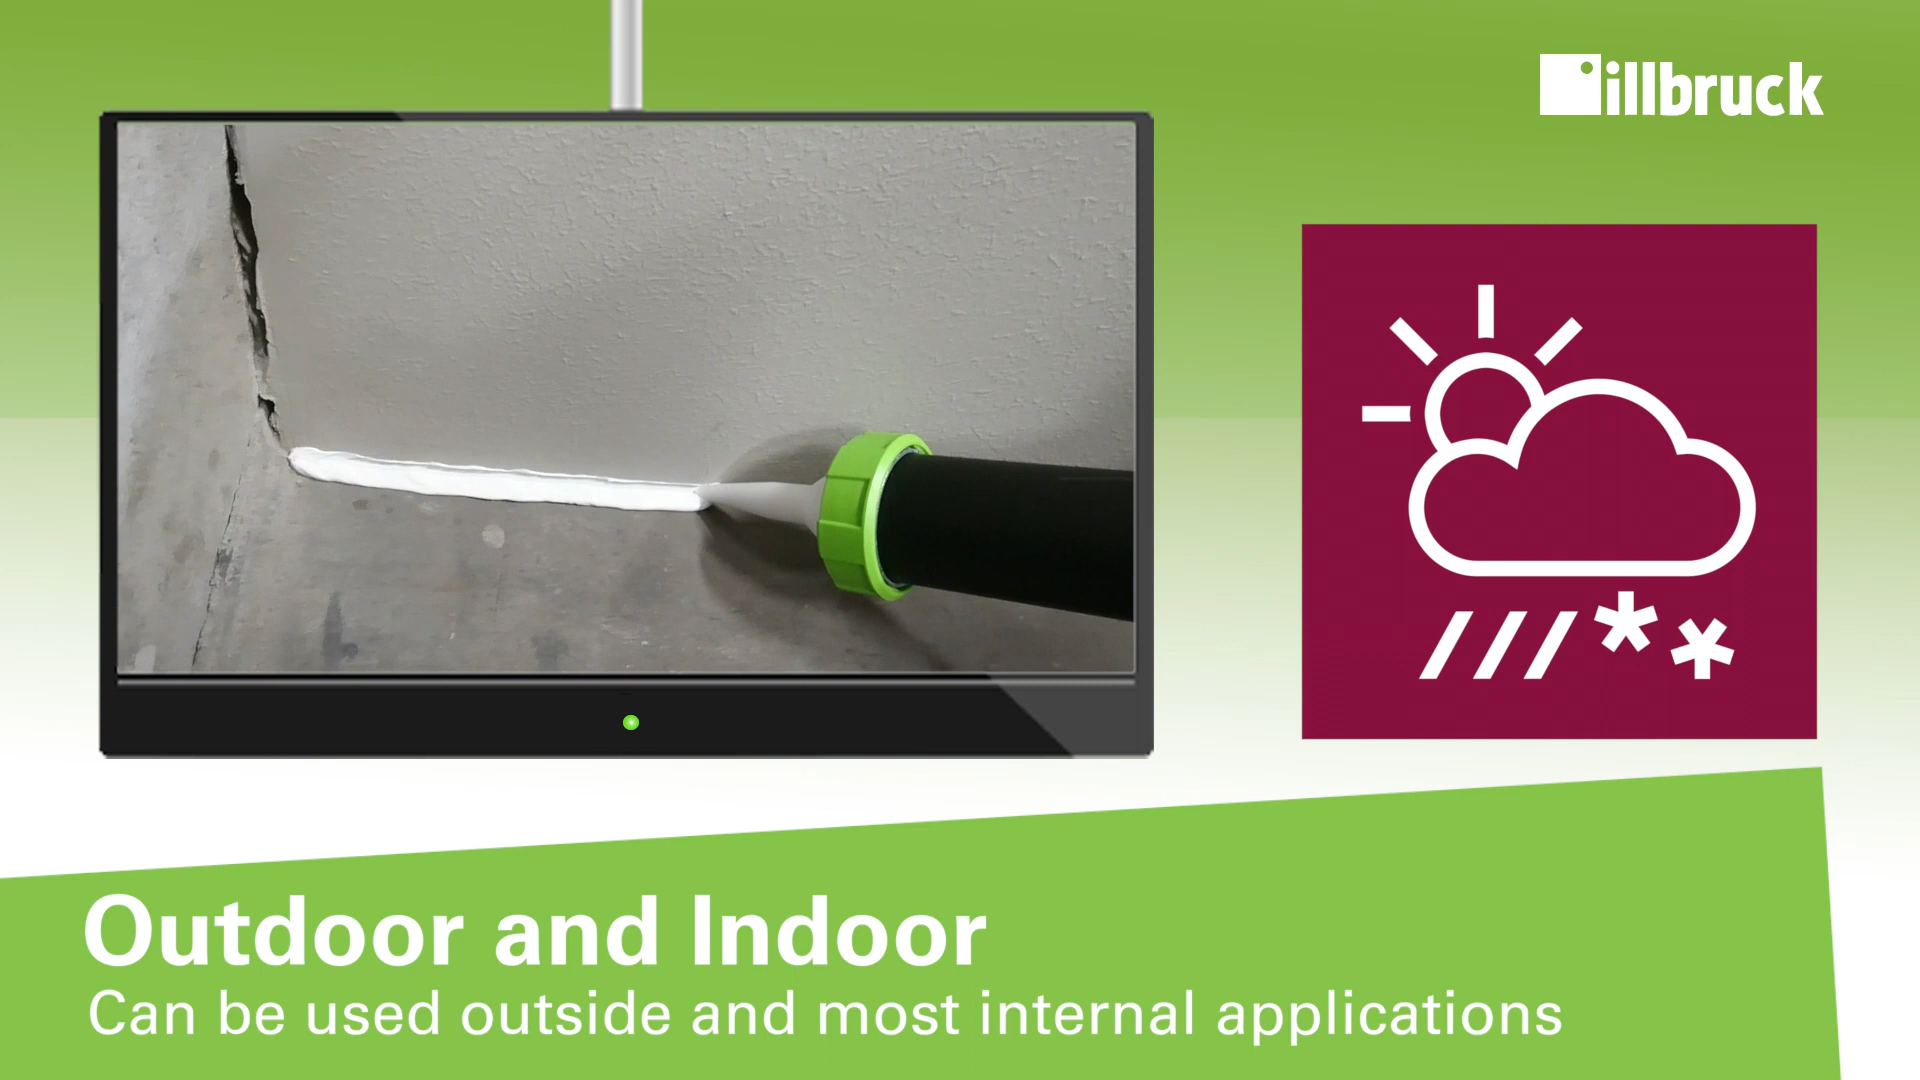 illbruck
Outdoor and Indoor
Can be used outside and most internal applications